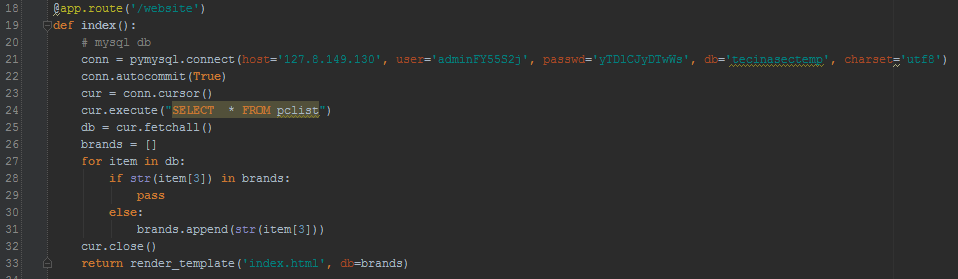 18 @app.route('/website')
19 def index():
20 # mysql db
21 conn = pymysql.connect(host='127.8.149.130', user='adminFY55S2j', passwd='yTDlCJyDTwWs', db='tecinasectemp', charset='utf8')
22 conn.autocommit(True)
23 cur = conn.cursor()
24 cur.execute("SELECT  * FROM pclist")
25 db = cur.fetchall()
26 brands = []
27 for item in db:
28 if str(item[3]) in brands:
29 pass
30 else:
31 brands.append(str(item[3]))
32 cur.close()
33 return render_template('index.html', db=brands)